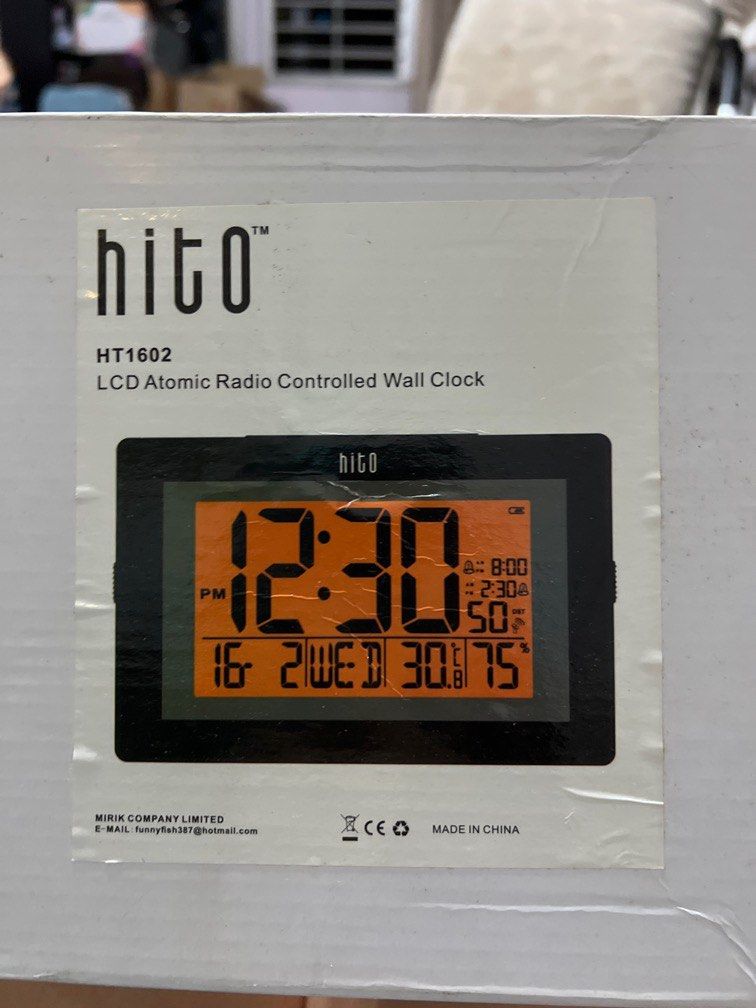 hito™
HT1602
LCD Atomic Radio Controlled Wall Clock
hito
PM 12:30
8:00
2:30
50 DST
16- 2 WED 30.8 °C 75 %
MIRIK COMPANY LIMITED
E-MAIL: funnyfish387@hotmail.com
CE
MADE IN CHINA